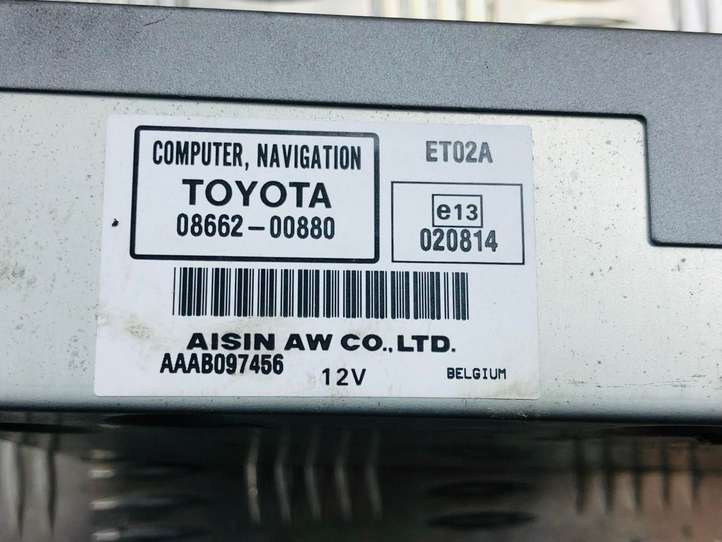 COMPUTER, NAVIGATION
TOYOTA
08662-00880
ET02A
e13
020814
AISIN AW CO.,LTD.
AAAB097456
12V
BELGIUM